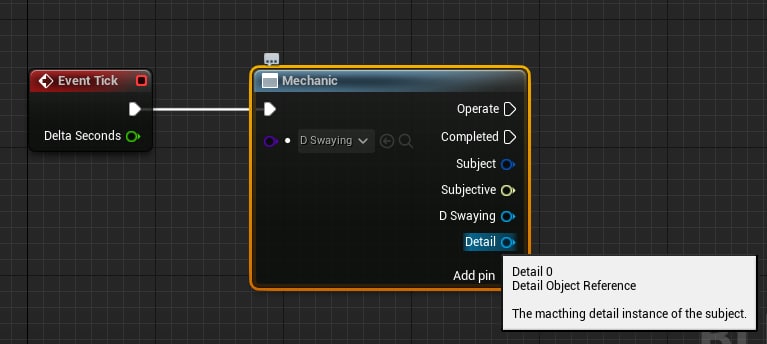 Event Tick
Delta Seconds
Mechanic
Operate
Completed
D Swaying
Subject
Subjective
D Swaying
Detail
Add pin
Detail 0
Detail Object Reference
The macthing detail instance of the subject.